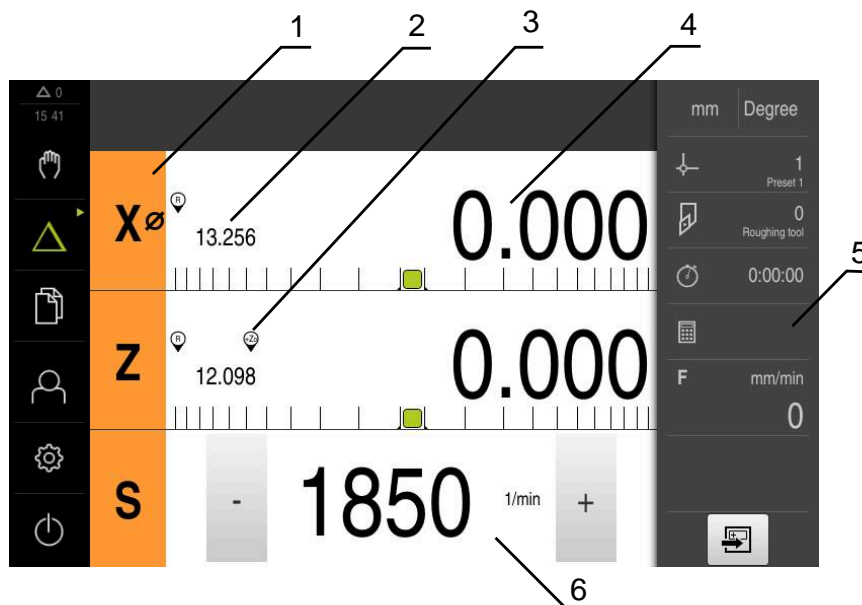 1 2 3 4
0
15 41
mm Degree
1
Preset 1
X⌀
R
13.256
0.000
0
Roughing tool
5
0:00:00
Z
R +Z
12.098
0.000
F mm/min
0
S
- 1850 1/min +
6